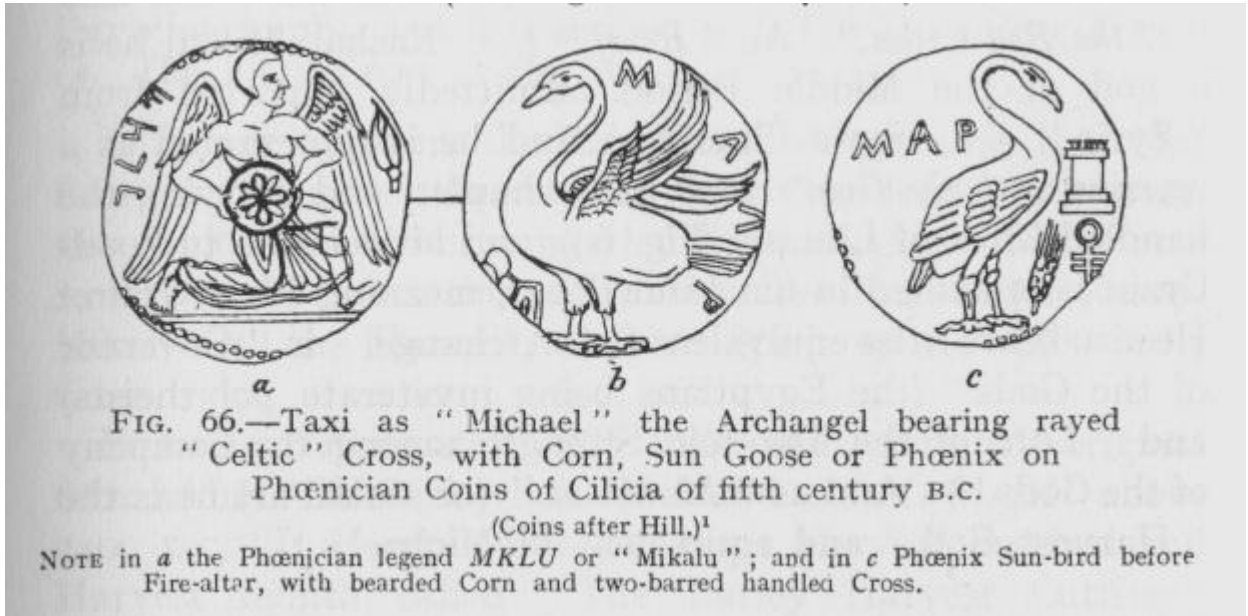 M
MAP
a b c
FIG. 66.—Taxi as "Michael" the Archangel bearing rayed
"Celtic" Cross, with Corn, Sun Goose or Phœnix on
Phœnician Coins of Cilicia of fifth century B.C.
(Coins after Hill.)¹
NOTE in a the Phœnician legend MKLU or "Mikalu"; and in c Phœnix Sun-bird before
Fire-altar, with bearded Corn and two-barred handled Cross.